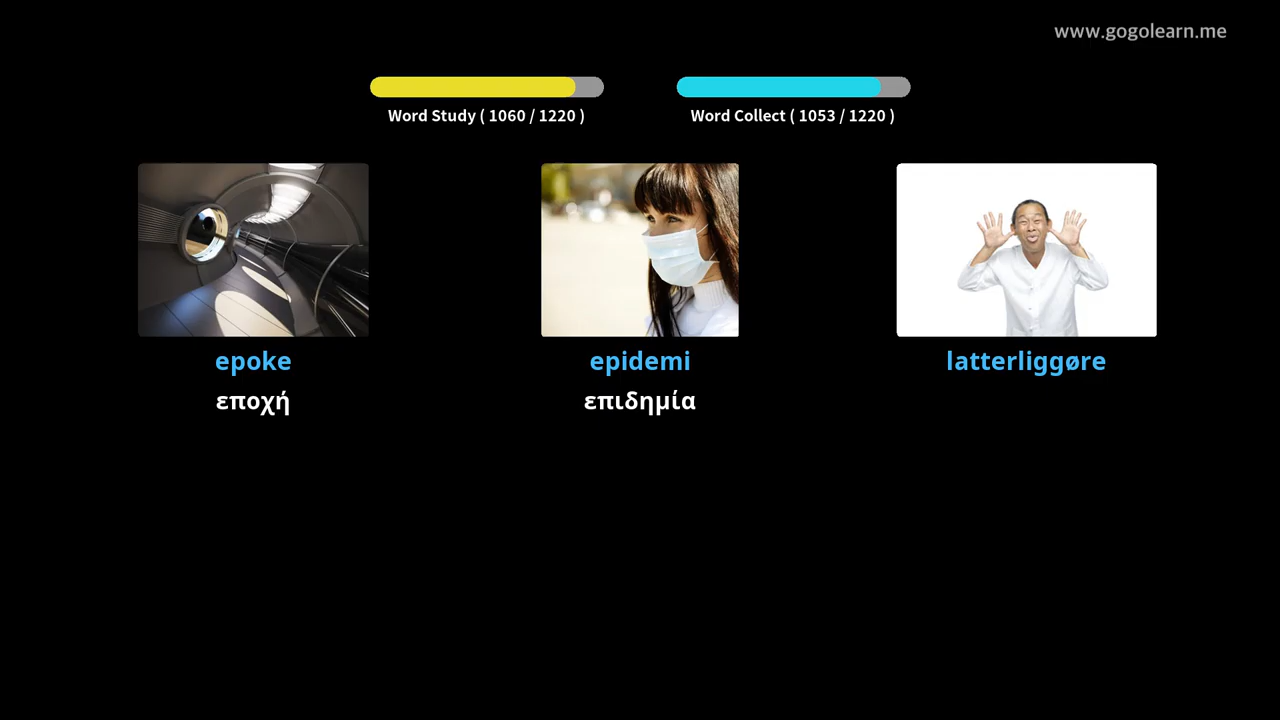 www.gogolearn.me
Word Study ( 1060 / 1220 )
Word Collect ( 1053 / 1220 )
epoke
epidemi
latterliggøre
εποχή
επιδημία